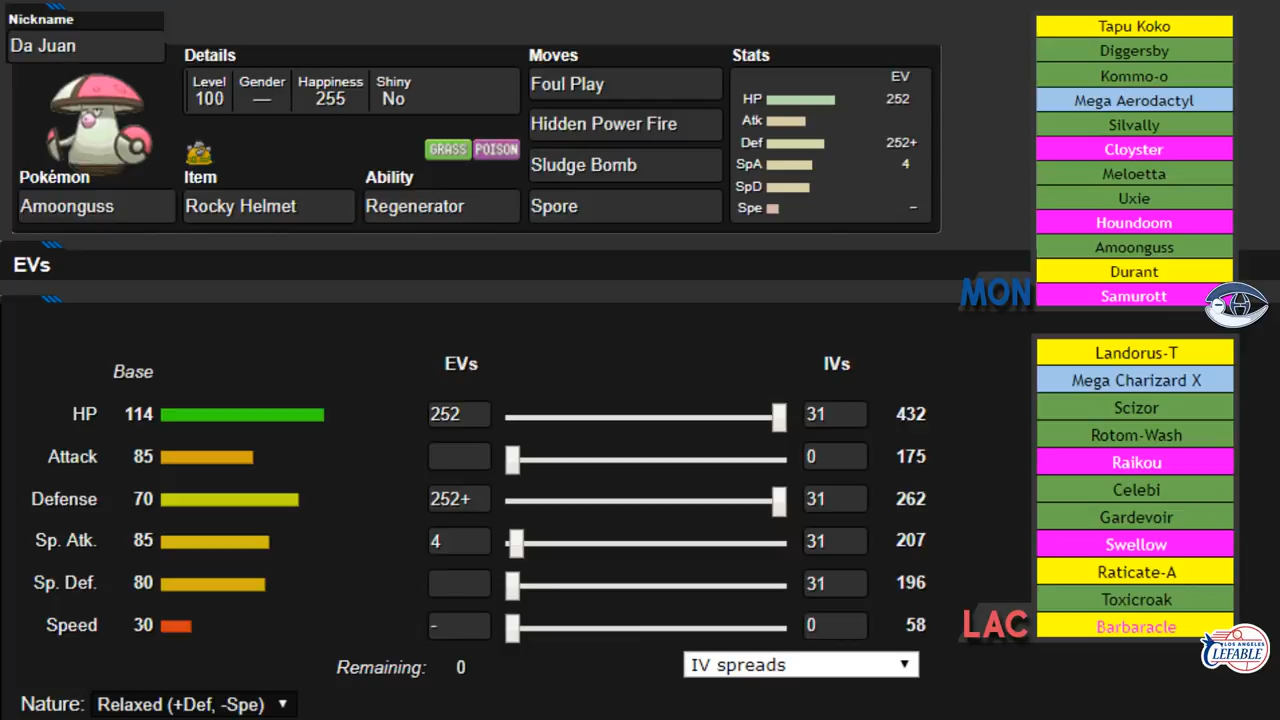 Nickname
Da Juan
Details
Level
100
Gender
—
Happiness
255
Shiny
No
GRASS POISON
Pokémon
Amoonguss
Item
Rocky Helmet
Ability
Regenerator
Moves
Foul Play
Hidden Power Fire
Sludge Bomb
Spore
Stats
EV
HP 252
Atk
Def 252+
SpA 4
SpD
Spe –
EVs
Base EVs IVs
HP 114 252 31 432
Attack 85 0 175
Defense 70 252+ 31 262
Sp. Atk. 85 4 31 207
Sp. Def. 80 31 196
Speed 30 - 0 58
Remaining: 0
IV spreads
Nature: Relaxed (+Def, -Spe)
Tapu Koko
Diggersby
Kommo-o
Mega Aerodactyl
Silvally
Cloyster
Meloetta
Uxie
Houndoom
Amoonguss
Durant
Samurott
MON
Landorus-T
Mega Charizard X
Scizor
Rotom-Wash
Raikou
Celebi
Gardevoir
Swellow
Raticate-A
Toxicroak
Barbaracle
LAC
LOS ANGELES
CLEFABLE